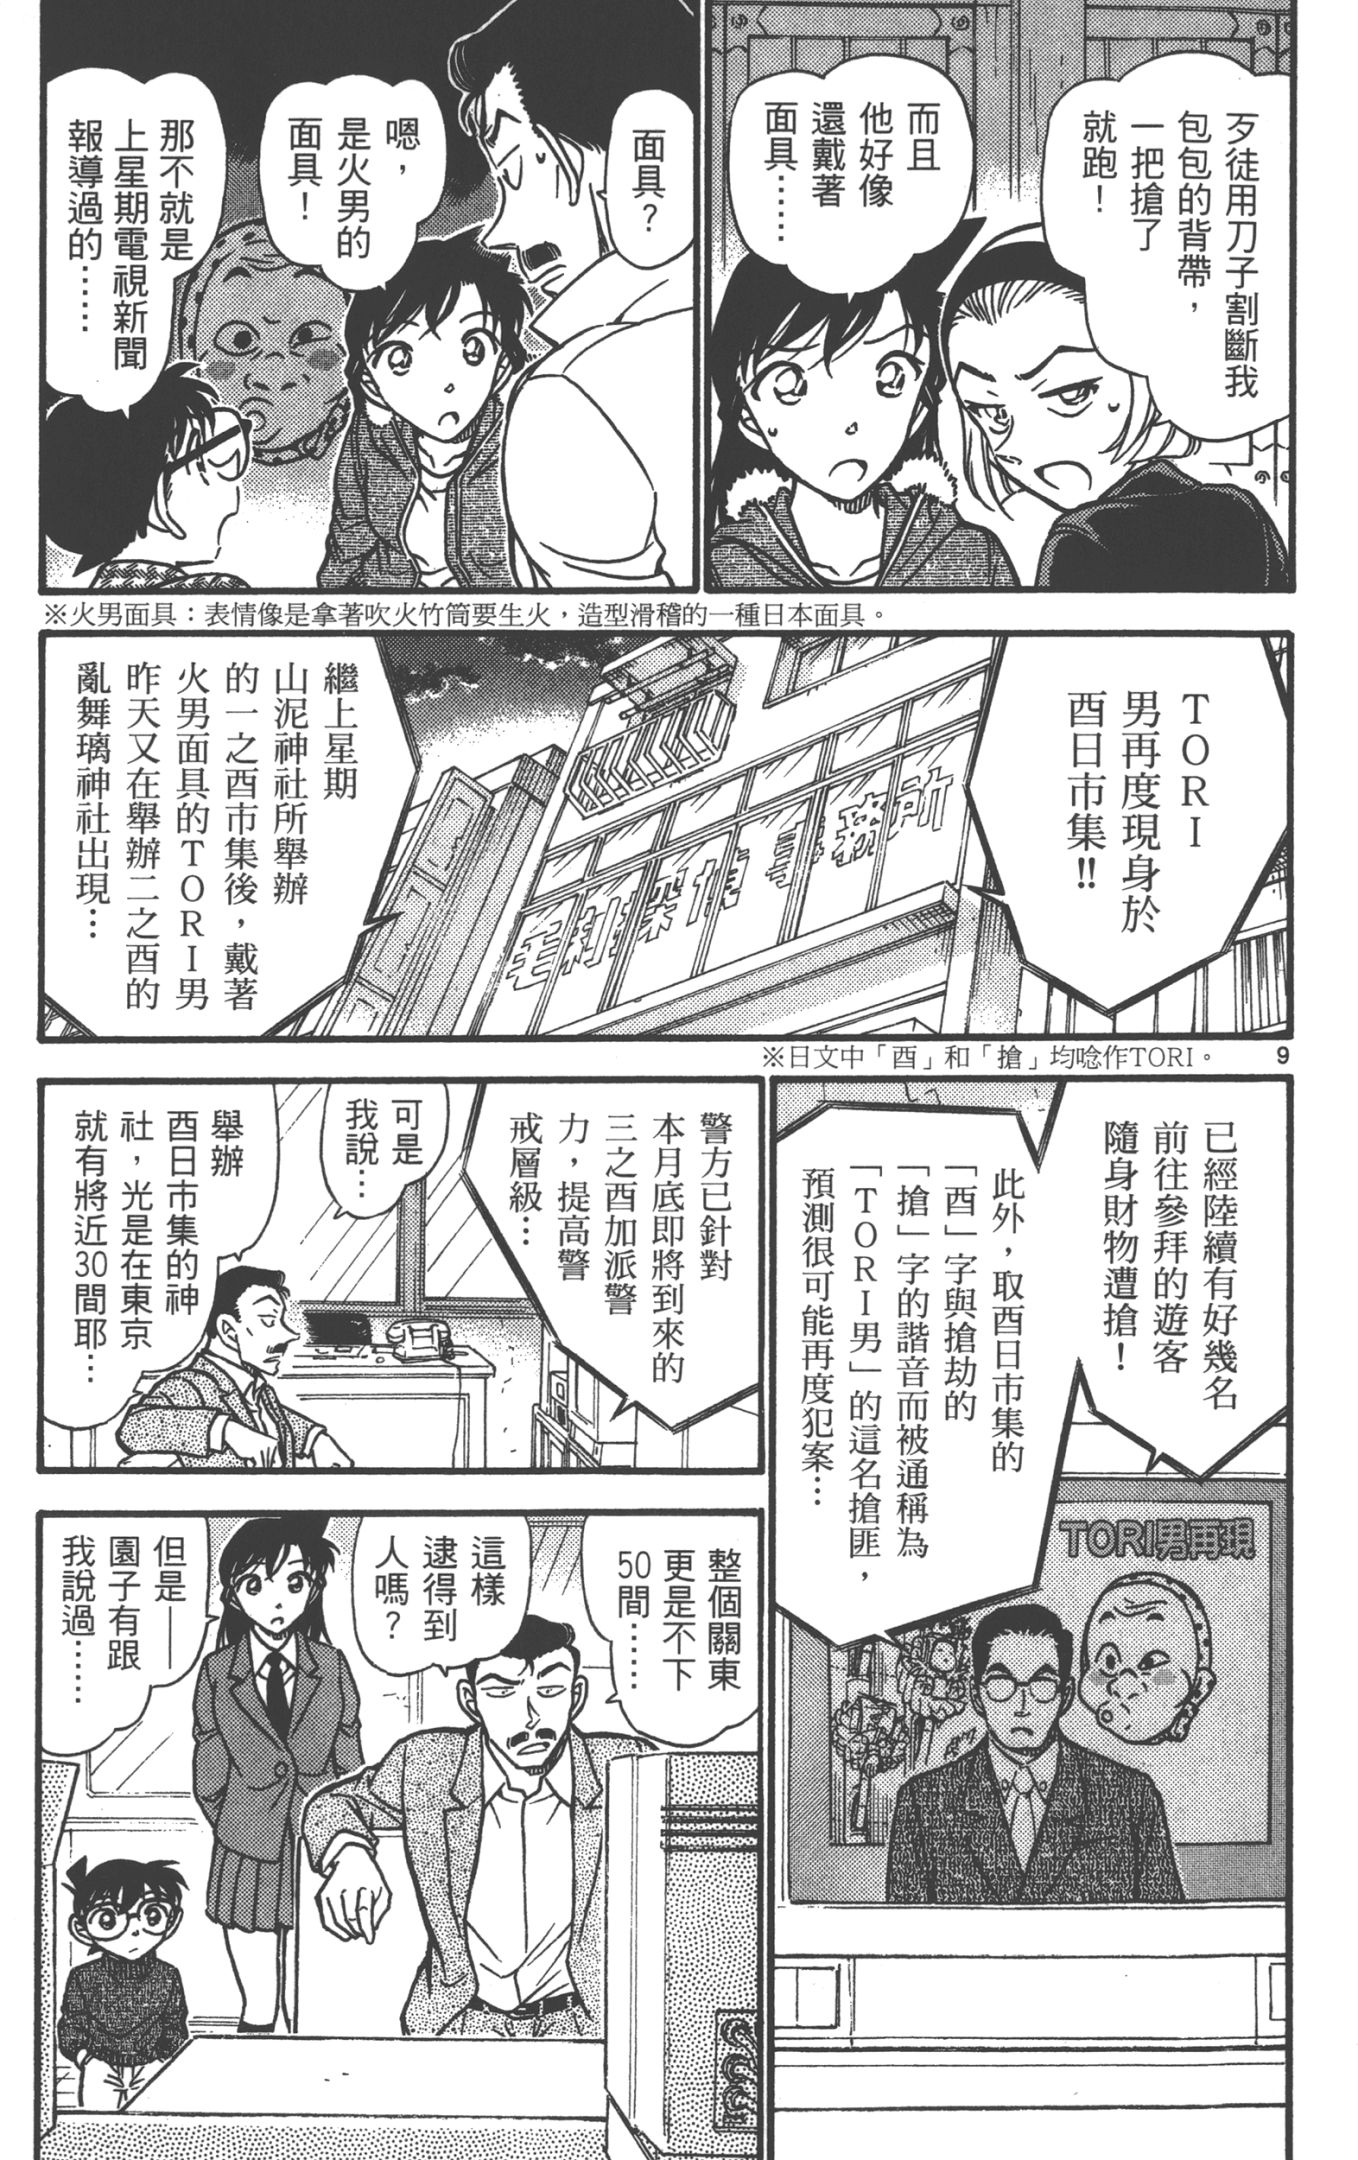 歹徒用刀子割斷我
包包的背帶，
一把搶了
就跑！
而且
他好像
還戴著
面具……
面具？
嗯，
是火男的
面具！
那不就是
上星期電視新聞
報導過的……
※火男面具：表情像是拿著吹火竹筒要生火，造型滑稽的一種日本面具。
TORI
男再度現身於
酉日市集!!
毛利偵探事務所
繼上星期
山泥神社所舉辦
的一之酉市集後，戴著
火男面具的TORI男
昨天又在舉辦二之酉的
亂舞璃神社出現…
※日文中「酉」和「搶」均唸作TORI。
9
已經陸續有好幾名
前往參拜的遊客
隨身財物遭搶！
此外，取酉日市集的
「酉」字與搶劫的
「搶」字的諧音而被通稱為
「TORI男」的這名搶匪，
預測很可能再度犯案…
TORI男再現
警方已針對
本月底即將到來的
三之酉加派警
力，提高警
戒層級…
可是
我說…
舉辦
酉日市集的神
社，光是在東京
就有將近30間耶…
整個關東
更是不下
50間……
這樣
逮得到
人嗎？
但是——
園子有跟
我說過……